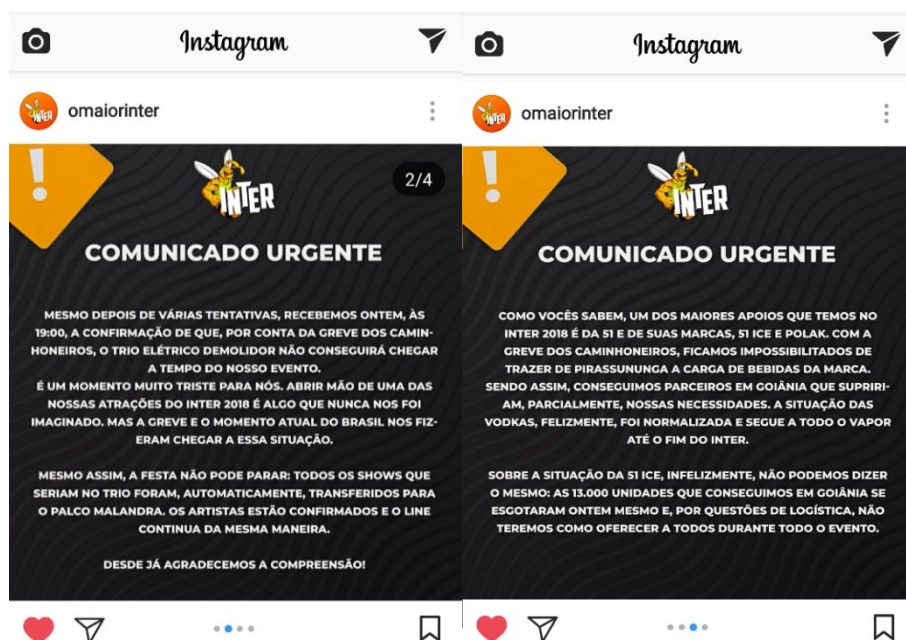 Instagram
omaiorinter
2/4
INTER
COMUNICADO URGENTE
MESMO DEPOIS DE VÁRIAS TENTATIVAS, RECEBEMOS ONTEM, ÀS
19:00, A CONFIRMAÇÃO DE QUE, POR CONTA DA GREVE DOS CAMIN-
HONEIROS, O TRIO ELÉTRICO DEMOLIDOR NÃO CONSEGUIRÁ CHEGAR
A TEMPO DO NOSSO EVENTO.
É UM MOMENTO MUITO TRISTE PARA NÓS. ABRIR MÃO DE UMA DAS
NOSSAS ATRAÇÕES DO INTER 2018 É ALGO QUE NUNCA NOS FOI
IMAGINADO. MAS A GREVE E O MOMENTO ATUAL DO BRASIL NOS FIZ-
ERAM CHEGAR A ESSA SITUAÇÃO.
MESMO ASSIM, A FESTA NÃO PODE PARAR: TODOS OS SHOWS QUE
SERIAM NO TRIO FORAM, AUTOMATICAMENTE, TRANSFERIDOS PARA
O PALCO MALANDRA. OS ARTISTAS ESTÃO CONFIRMADOS E O LINE
CONTINUA DA MESMA MANEIRA.
DESDE JÁ AGRADECEMOS A COMPREENSÃO!
Instagram
omaiorinter
INTER
COMUNICADO URGENTE
COMO VOCÊS SABEM, UM DOS MAIORES APOIOS QUE TEMOS NO
INTER 2018 É DA 51 E DE SUAS MARCAS, 51 ICE E POLAK. COM A
GREVE DOS CAMINHONEIROS, FICAMOS IMPOSSIBILITADOS DE
TRAZER DE PIRASSUNUNGA A CARGA DE BEBIDAS DA MARCA.
SENDO ASSIM, CONSEGUIMOS PARCEIROS EM GOIÂNIA QUE SUPRIRI-
AM, PARCIALMENTE, NOSSAS NECESSIDADES. A SITUAÇÃO DAS
VODKAS, FELIZMENTE, FOI NORMALIZADA E SEGUE A TODO O VAPOR
ATÉ O FIM DO INTER.
SOBRE A SITUAÇÃO DA 51 ICE, INFELIZMENTE, NÃO PODEMOS DIZER
O MESMO: AS 13.000 UNIDADES QUE CONSEGUIMOS EM GOIÂNIA SE
ESGOTARAM ONTEM MESMO E, POR QUESTÕES DE LOGÍSTICA, NÃO
TEREMOS COMO OFERECER A TODOS DURANTE TODO O EVENTO.